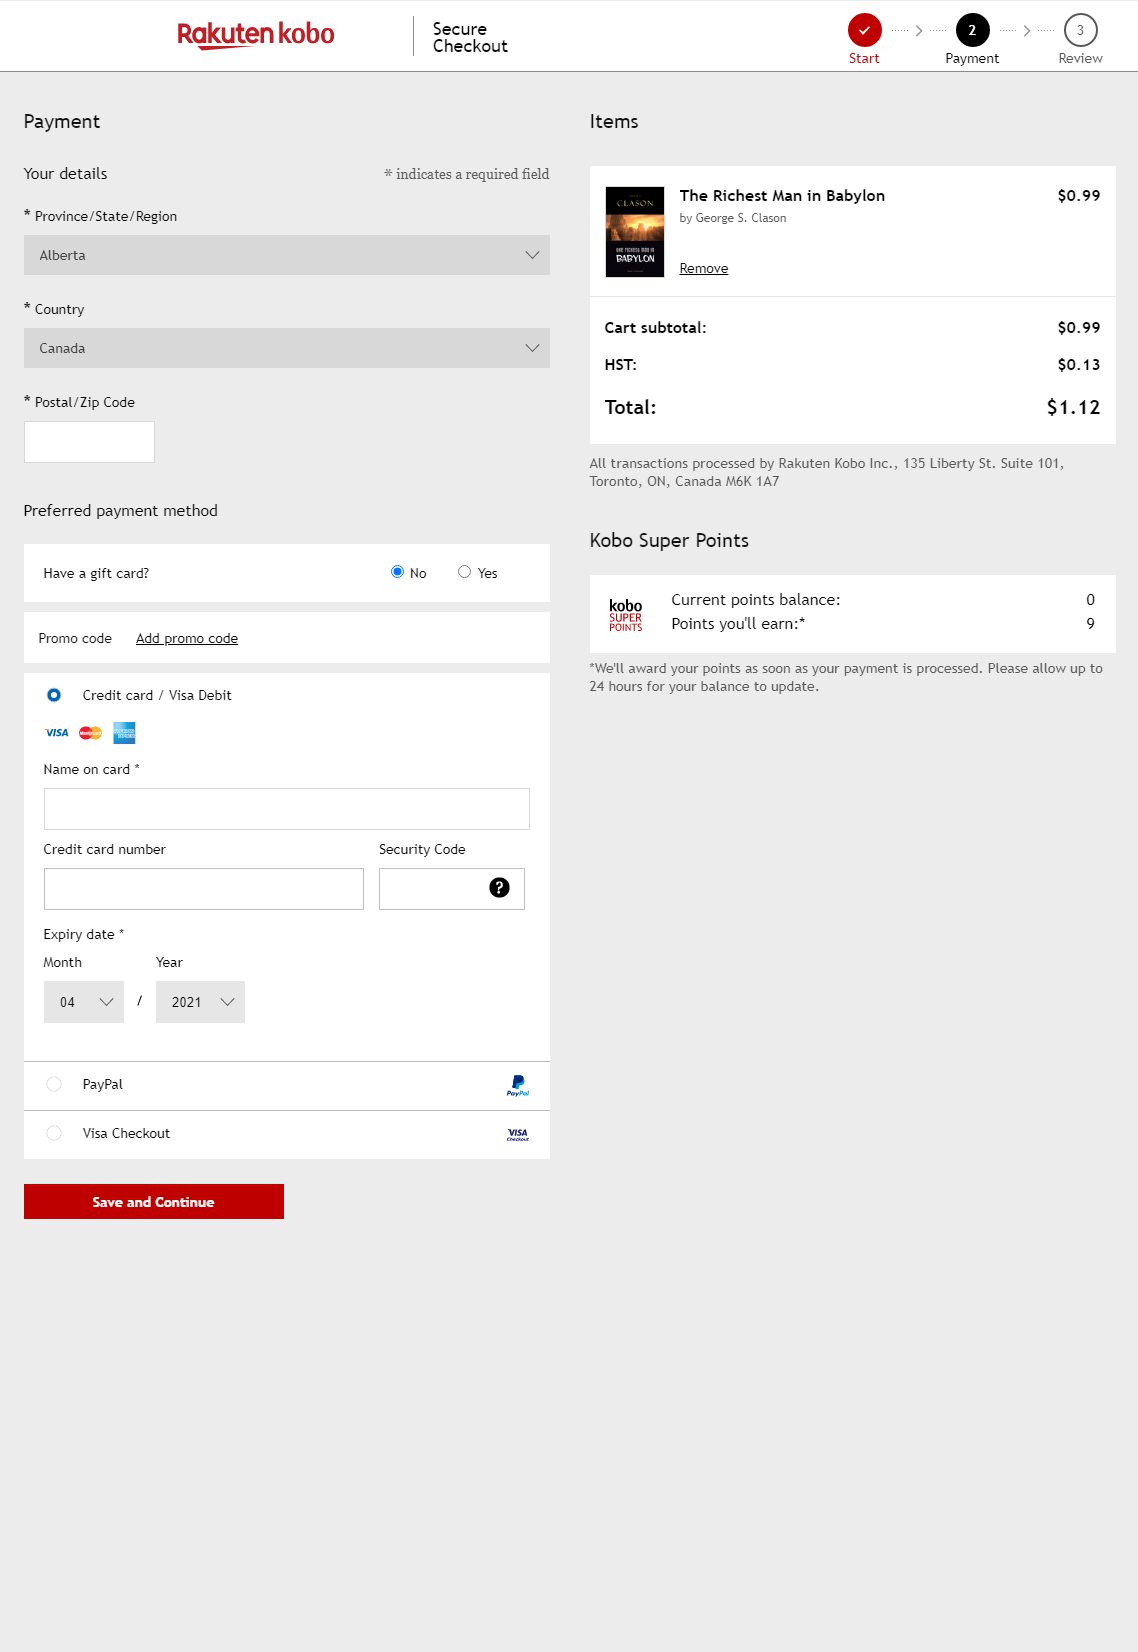 Rakuten kobo
Secure
Checkout
Start
2
Payment
3
Review
Payment
Your details
* indicates a required field
* Province/State/Region
Alberta
* Country
Canada
* Postal/Zip Code
Preferred payment method
Have a gift card?
No
Yes
Promo code
Add promo code
Credit card / Visa Debit
VISA
MasterCard
Name on card *
Credit card number
Security Code
?
Expiry date *
Month
Year
04
/
2021
PayPal
PayPal
Visa Checkout
VISA
Checkout
Save and Continue
Items
CLASON
THE RICHEST MAN IN
BABYLON
The Richest Man in Babylon
$0.99
by George S. Clason
Remove
Cart subtotal:
$0.99
HST:
$0.13
Total:
$1.12
All transactions processed by Rakuten Kobo Inc., 135 Liberty St. Suite 101,
Toronto, ON, Canada M6K 1A7
Kobo Super Points
kobo
SUPER
POINTS
Current points balance:
0
Points you'll earn:*
9
*We'll award your points as soon as your payment is processed. Please allow up to
24 hours for your balance to update.